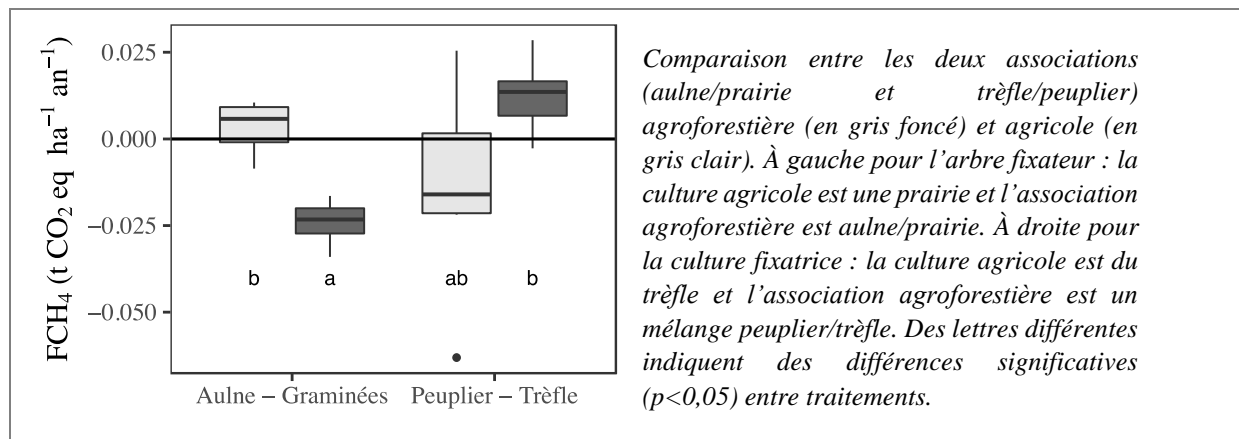 FCH₄ (t CO₂ eq ha⁻¹ an⁻¹)
0.025
0.000
−0.025
−0.050
b
a
ab
b
Aulne − Graminées
Peuplier − Trèfle
Comparaison entre les deux associations
(aulne/prairie et trèfle/peuplier)
agroforestière (en gris foncé) et agricole (en
gris clair). À gauche pour l’arbre fixateur : la
culture agricole est une prairie et l’association
agroforestière est aulne/prairie. À droite pour
la culture fixatrice : la culture agricole est du
trèfle et l’association agroforestière est un
mélange peuplier/trèfle. Des lettres différentes
indiquent des différences significatives
(p<0,05) entre traitements.